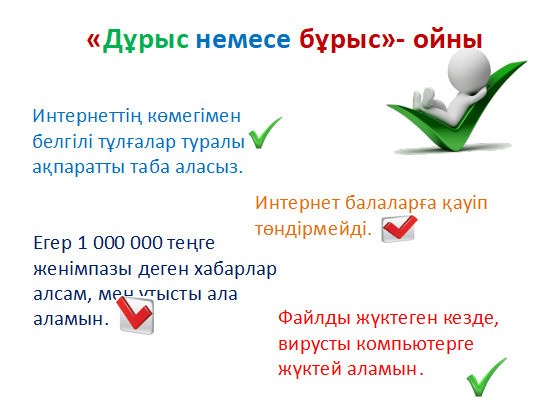 «Дұрыс немесе бұрыс»- ойны
Интернеттің көмегімен
белгілі тұлғалар туралы
ақпаратты таба аласыз.
Интернет балаларға қауіп
төндірмейді.
Егер 1 000 000 теңге
женімпазы деген хабарлар
алсам, мен ұтысты ала
аламын.
Файлды жүктеген кезде,
вирусты компьютерге
жүктей аламын.